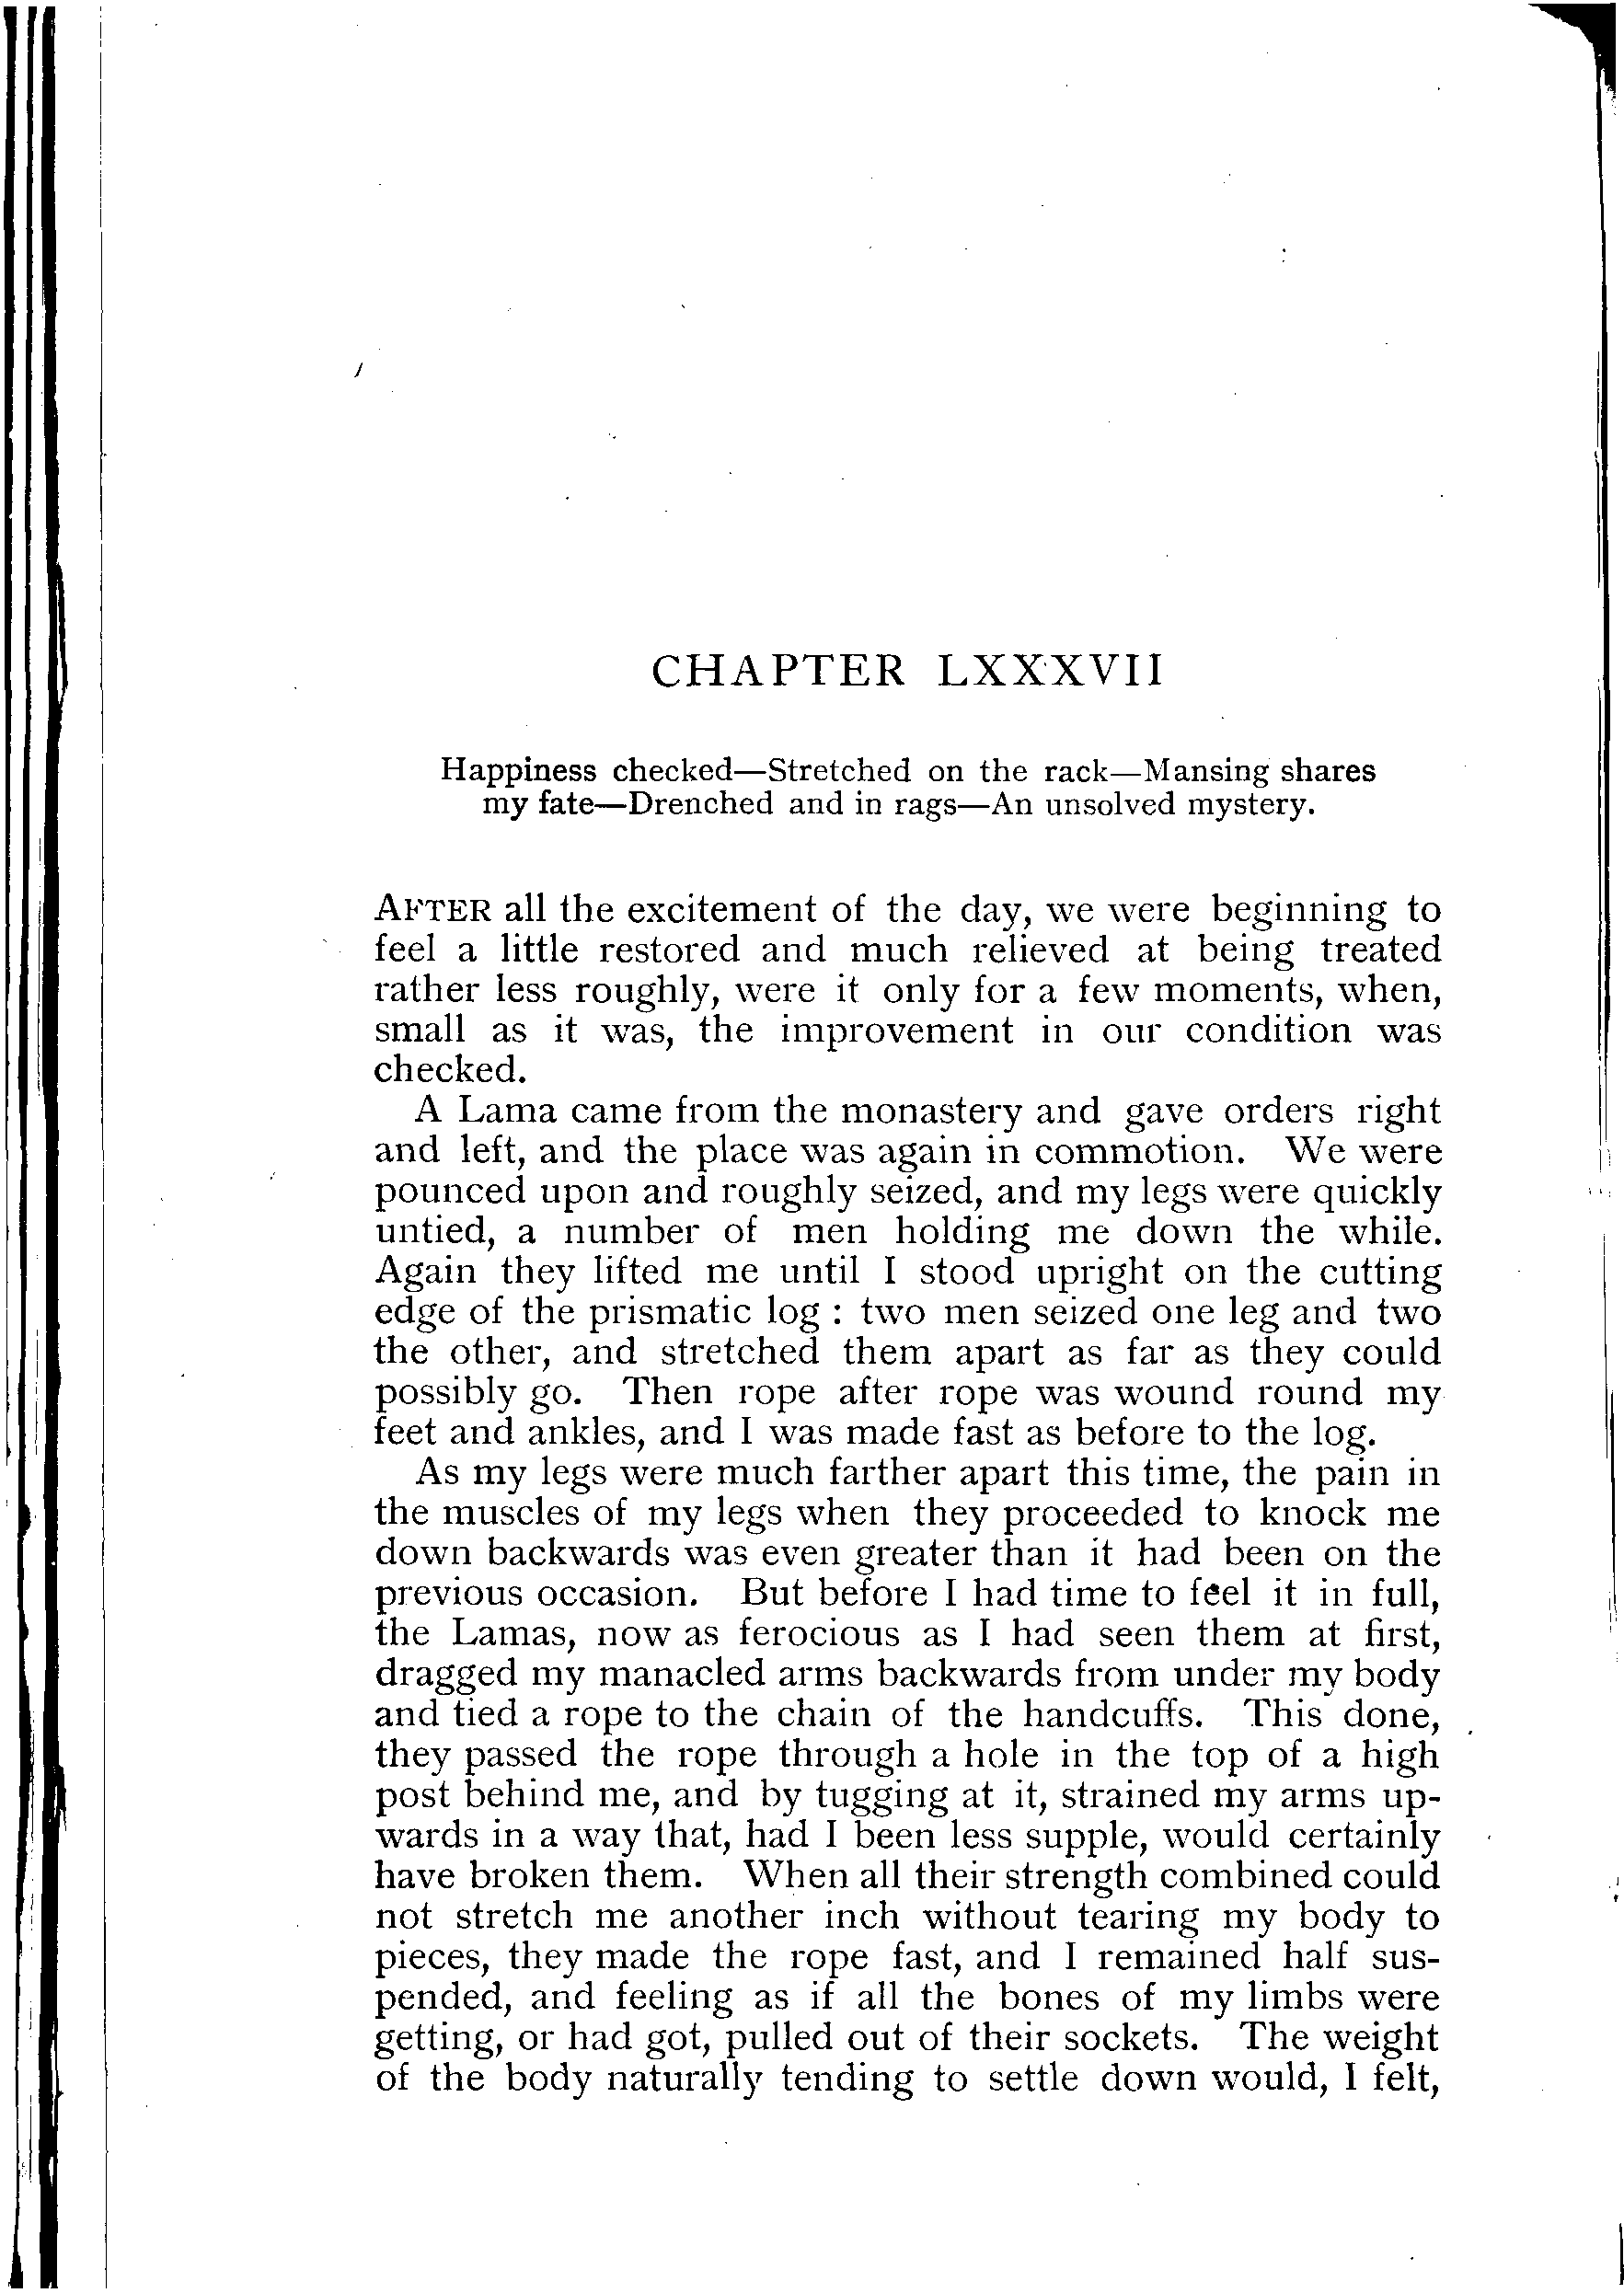 CHAPTER LXXXVII
Happiness checked—Stretched on the rack—Mansing shares
my fate—Drenched and in rags—An unsolved mystery.
AFTER all the excitement of the day, we were beginning to
feel a little restored and much relieved at being treated
rather less roughly, were it only for a few moments, when,
small as it was, the improvement in our condition was
checked.
A Lama came from the monastery and gave orders right
and left, and the place was again in commotion. We were
pounced upon and roughly seized, and my legs were quickly
untied, a number of men holding me down the while.
Again they lifted me until I stood upright on the cutting
edge of the prismatic log : two men seized one leg and two
the other, and stretched them apart as far as they could
possibly go. Then rope after rope was wound round my
feet and ankles, and I was made fast as before to the log.
As my legs were much farther apart this time, the pain in
the muscles of my legs when they proceeded to knock me
down backwards was even greater than it had been on the
previous occasion. But before I had time to feel it in full,
the Lamas, now as ferocious as I had seen them at first,
dragged my manacled arms backwards from under my body
and tied a rope to the chain of the handcuffs. This done,
they passed the rope through a hole in the top of a high
post behind me, and by tugging at it, strained my arms up-
wards in a way that, had I been less supple, would certainly
have broken them. When all their strength combined could
not stretch me another inch without tearing my body to
pieces, they made the rope fast, and I remained half sus-
pended, and feeling as if all the bones of my limbs were
getting, or had got, pulled out of their sockets. The weight
of the body naturally tending to settle down would, I felt,